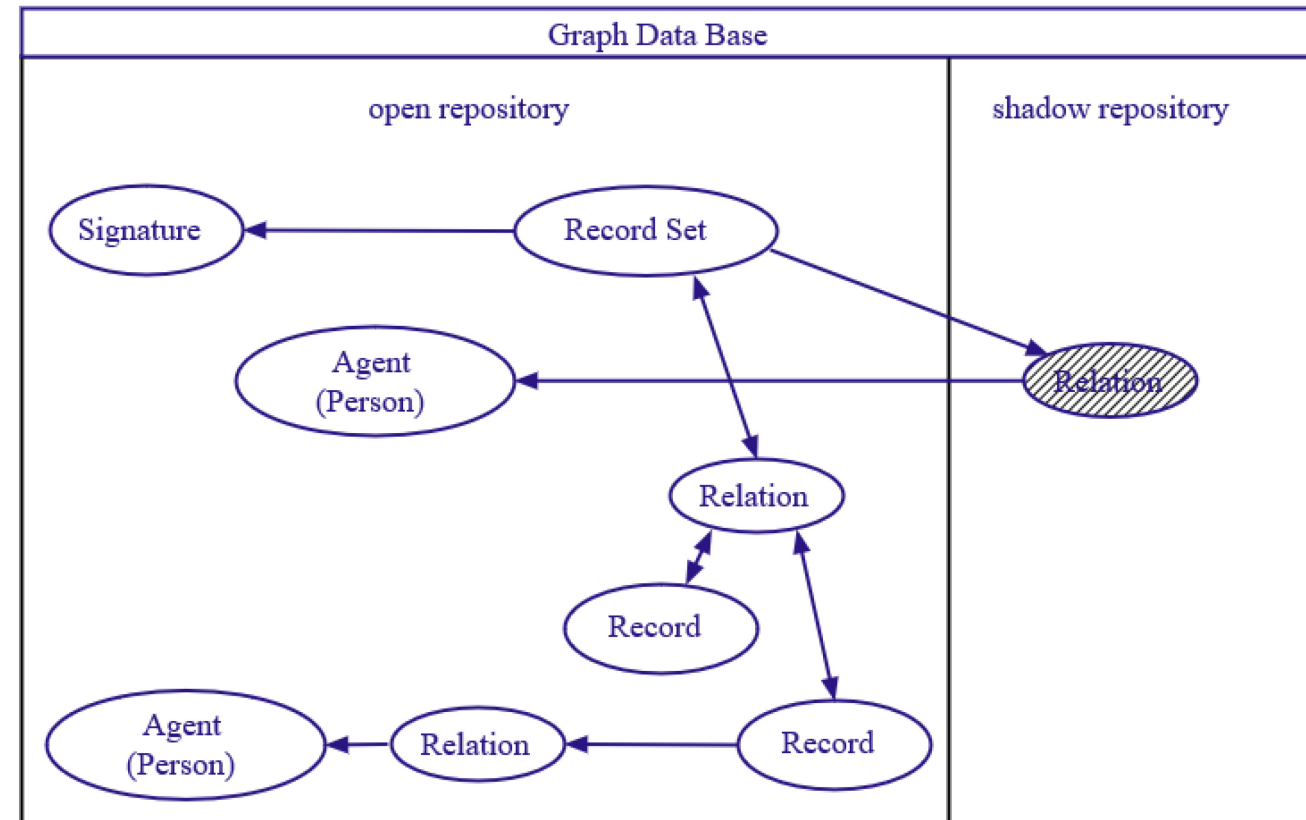 Graph Data Base
open repository
shadow repository
Signature
Record Set
Agent
(Person)
Relation
Relation
Record
Agent
(Person)
Relation
Record